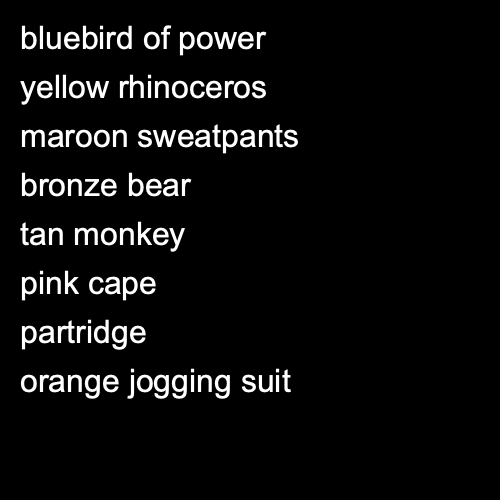 bluebird of power
yellow rhinoceros
maroon sweatpants
bronze bear
tan monkey
pink cape
partridge
orange jogging suit